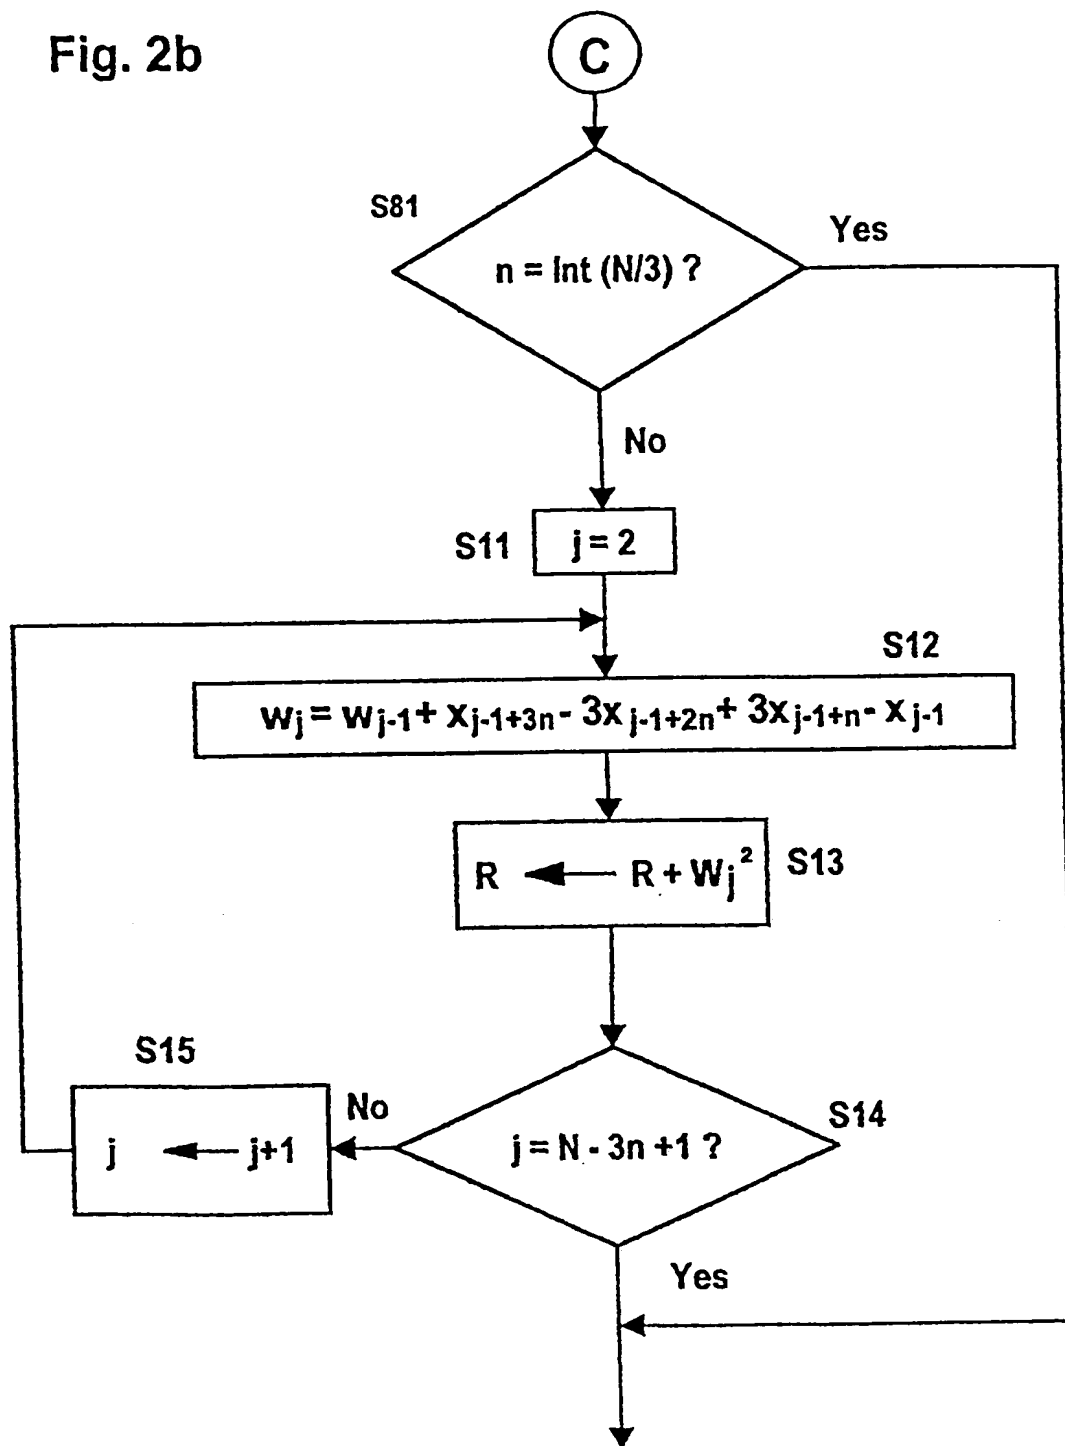 Fig. 2b
C
S81
n = Int (N/3) ?
Yes
No
S11
j = 2
S12
wj = wj-1 + xj-1+3n - 3xj-1+2n + 3xj-1+n - xj-1
R ← R + Wj²
S13
S15
j ← j+1
No
j = N - 3n +1 ?
S14
Yes